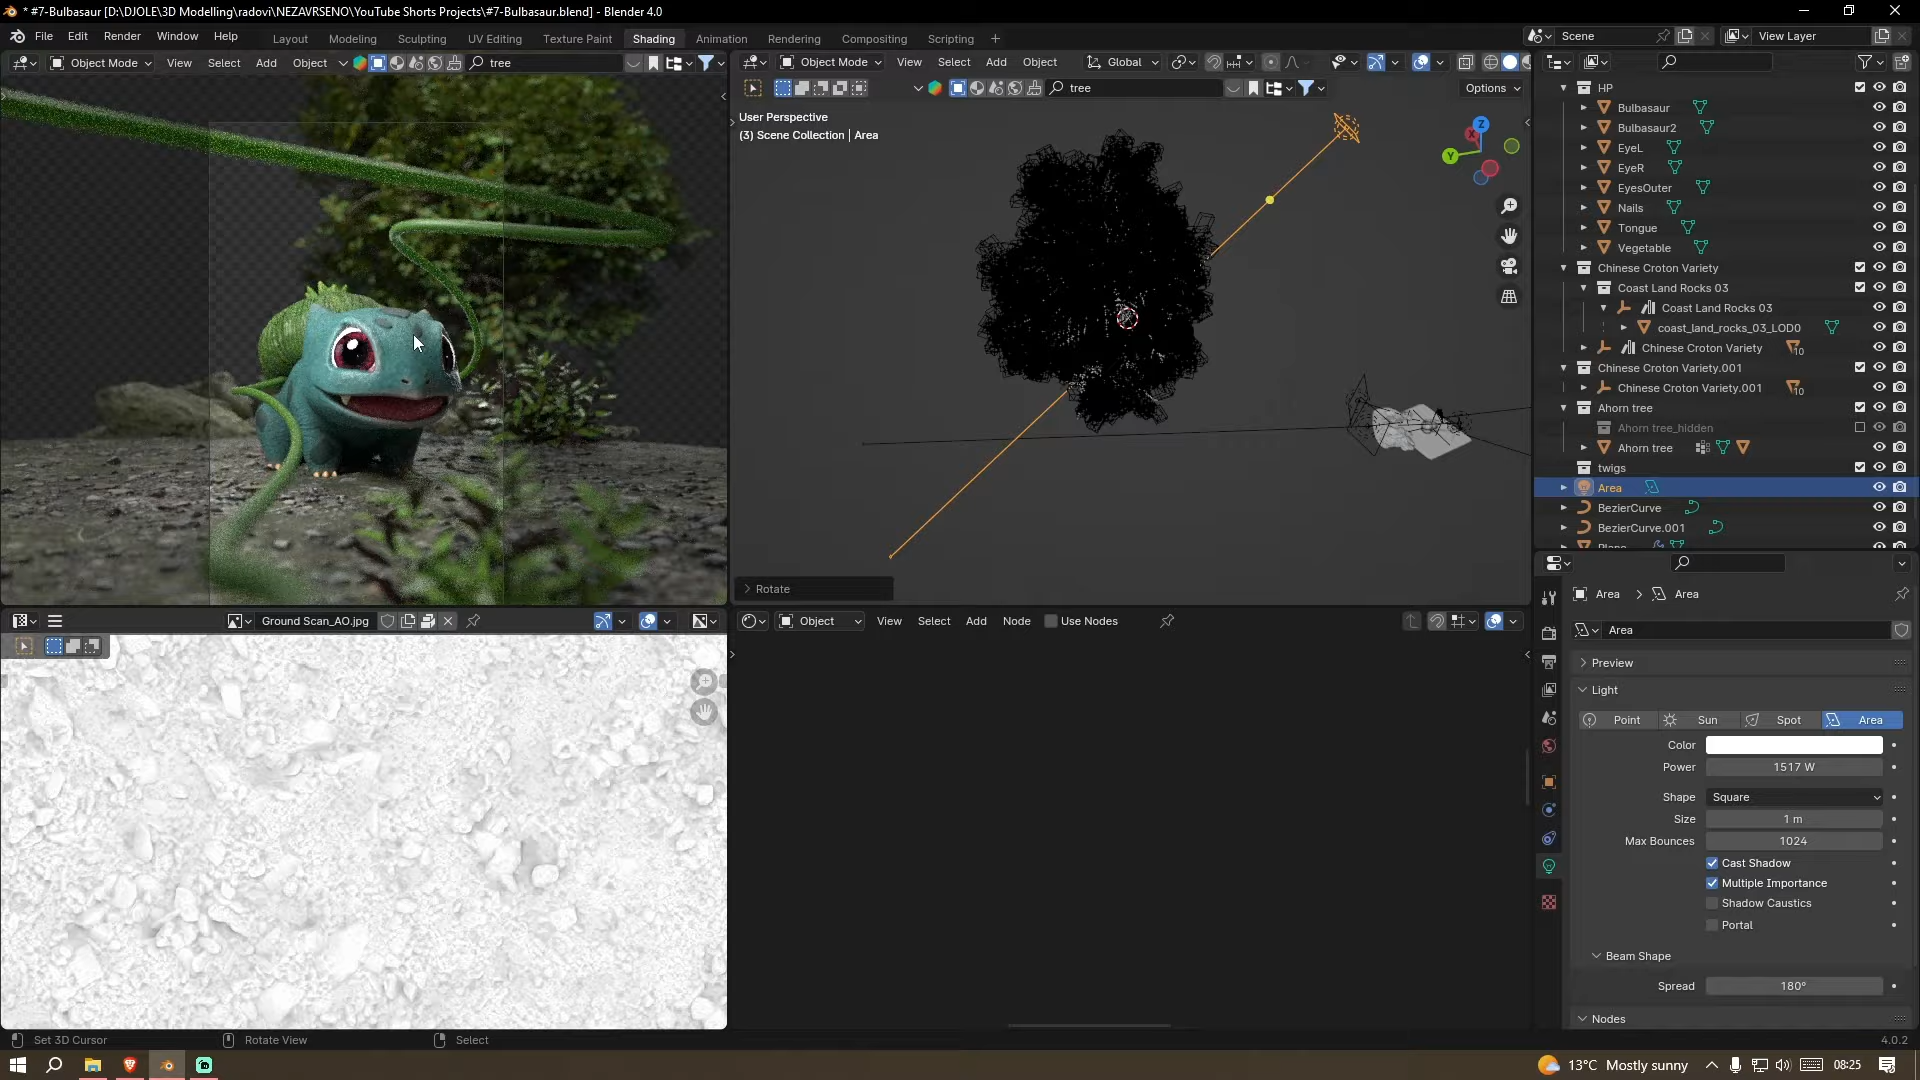 * #7-Bulbasaur [D:\DJOLE\3D Modelling\radovi\NEZAVRSENO\YouTube Shorts Projects\#7-Bulbasaur.blend] - Blender 4.0
File Edit Render Window Help Layout Modeling Sculpting UV Editing Texture Paint Shading Animation Rendering Compositing Scripting + Scene View Layer
Object Mode View Select Add Object tree
Object Mode View Select Add Object Global
tree Options
User Perspective
(3) Scene Collection | Area
Z
X
Y
Rotate
HP
Bulbasaur
Bulbasaur2
EyeL
EyeR
EyesOuter
Nails
Tongue
Vegetable
Chinese Croton Variety
Coast Land Rocks 03
Coast Land Rocks 03
coast_land_rocks_03_LOD0
Chinese Croton Variety 10
Chinese Croton Variety.001
Chinese Croton Variety.001 10
Ahorn tree
Ahorn tree_hidden
Ahorn tree
twigs
Area
BezierCurve
BezierCurve.001
Plane
Ground Scan_AO.jpg
Object View Select Add Node Use Nodes
Area > Area
Area
Preview
Light
Point Sun Spot Area
Color
Power 1517 W
Shape Square
Size 1 m
Max Bounces 1024
Cast Shadow
Multiple Importance
Shadow Caustics
Portal
Beam Shape
Spread 180°
Nodes
Set 3D Cursor Rotate View Select 4.0.2
13°C Mostly sunny 08:25